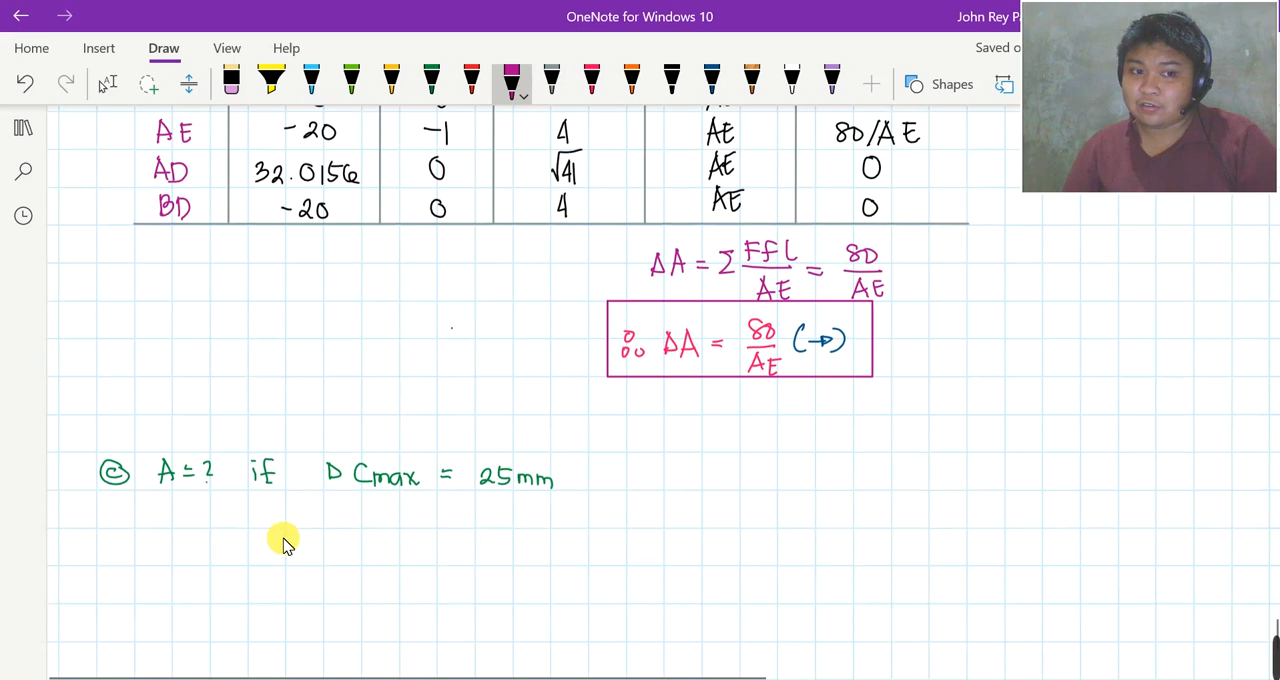 OneNote for Windows 10
John Rey P
Home Insert Draw View Help
Saved o
Shapes
AE -20 -1 4 AE 80/AE
AD 32.0156 0 √41 AE 0
BD -20 0 4 AE 0
ΔA = Σ FfL/AE = 80/AE
∴ ΔA = 80/AE (→)
ⓒ A = ? if Δ Cmax = 25mm